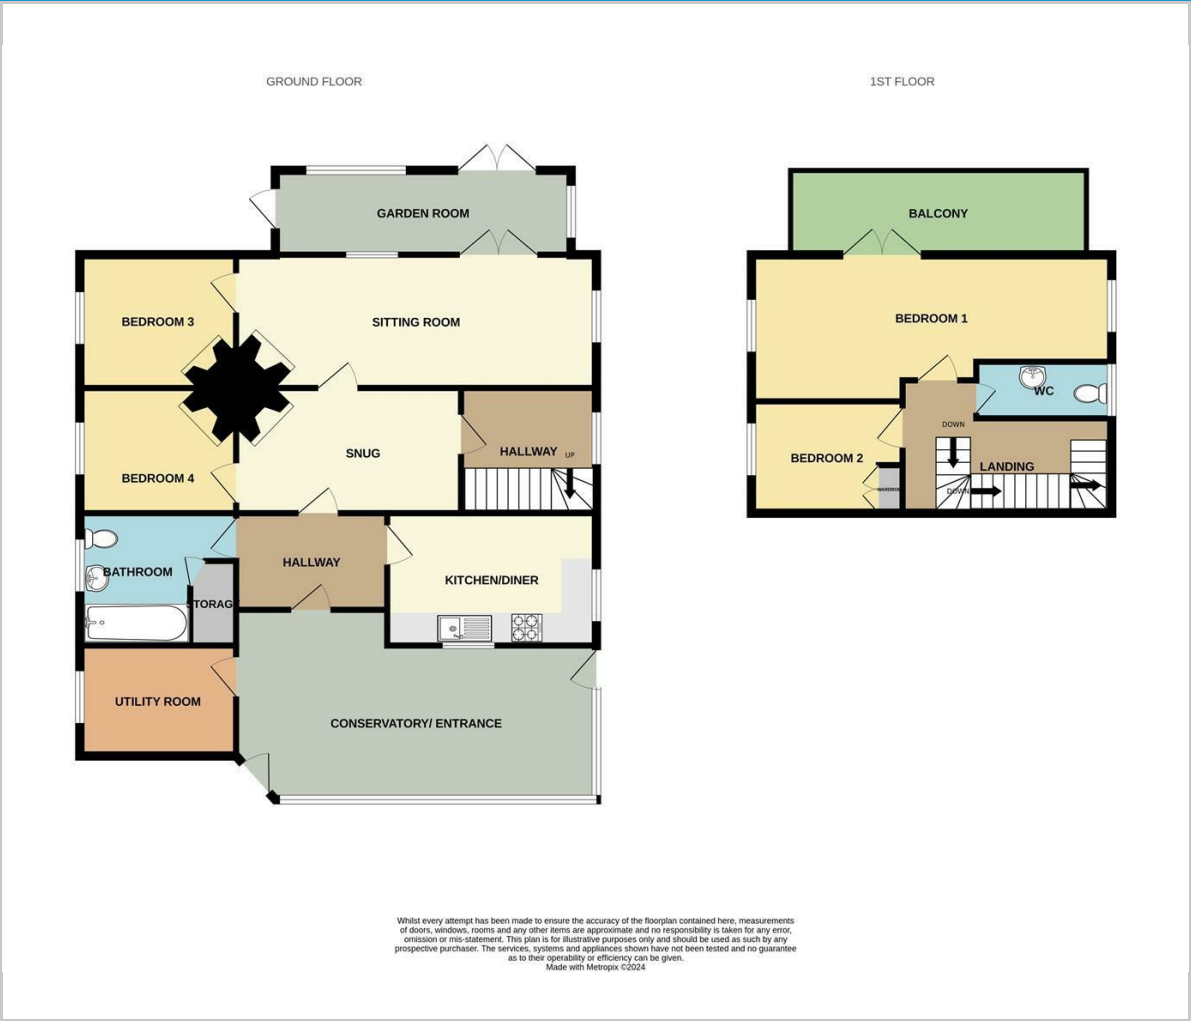 GROUND FLOOR
1ST FLOOR
GARDEN ROOM
BALCONY
BEDROOM 3
SITTING ROOM
BEDROOM 1
WC
BEDROOM 4
SNUG
HALLWAY
UP
DOWN
BEDROOM 2
LANDING
DOWN
WARDROBE
BATHROOM
HALLWAY
KITCHEN/DINER
STORAG
UTILITY ROOM
CONSERVATORY/ ENTRANCE
Whilst every attempt has been made to ensure the accuracy of the floorplan contained here, measurements
of doors, windows, rooms and any other items are approximate and no responsibility is taken for any error,
omission or mis-statement. This plan is for illustrative purposes only and should be used as such by any
prospective purchaser. The services, systems and appliances shown have not been tested and no guarantee
as to their operability or efficiency can be given.
Made with Metropix ©2024